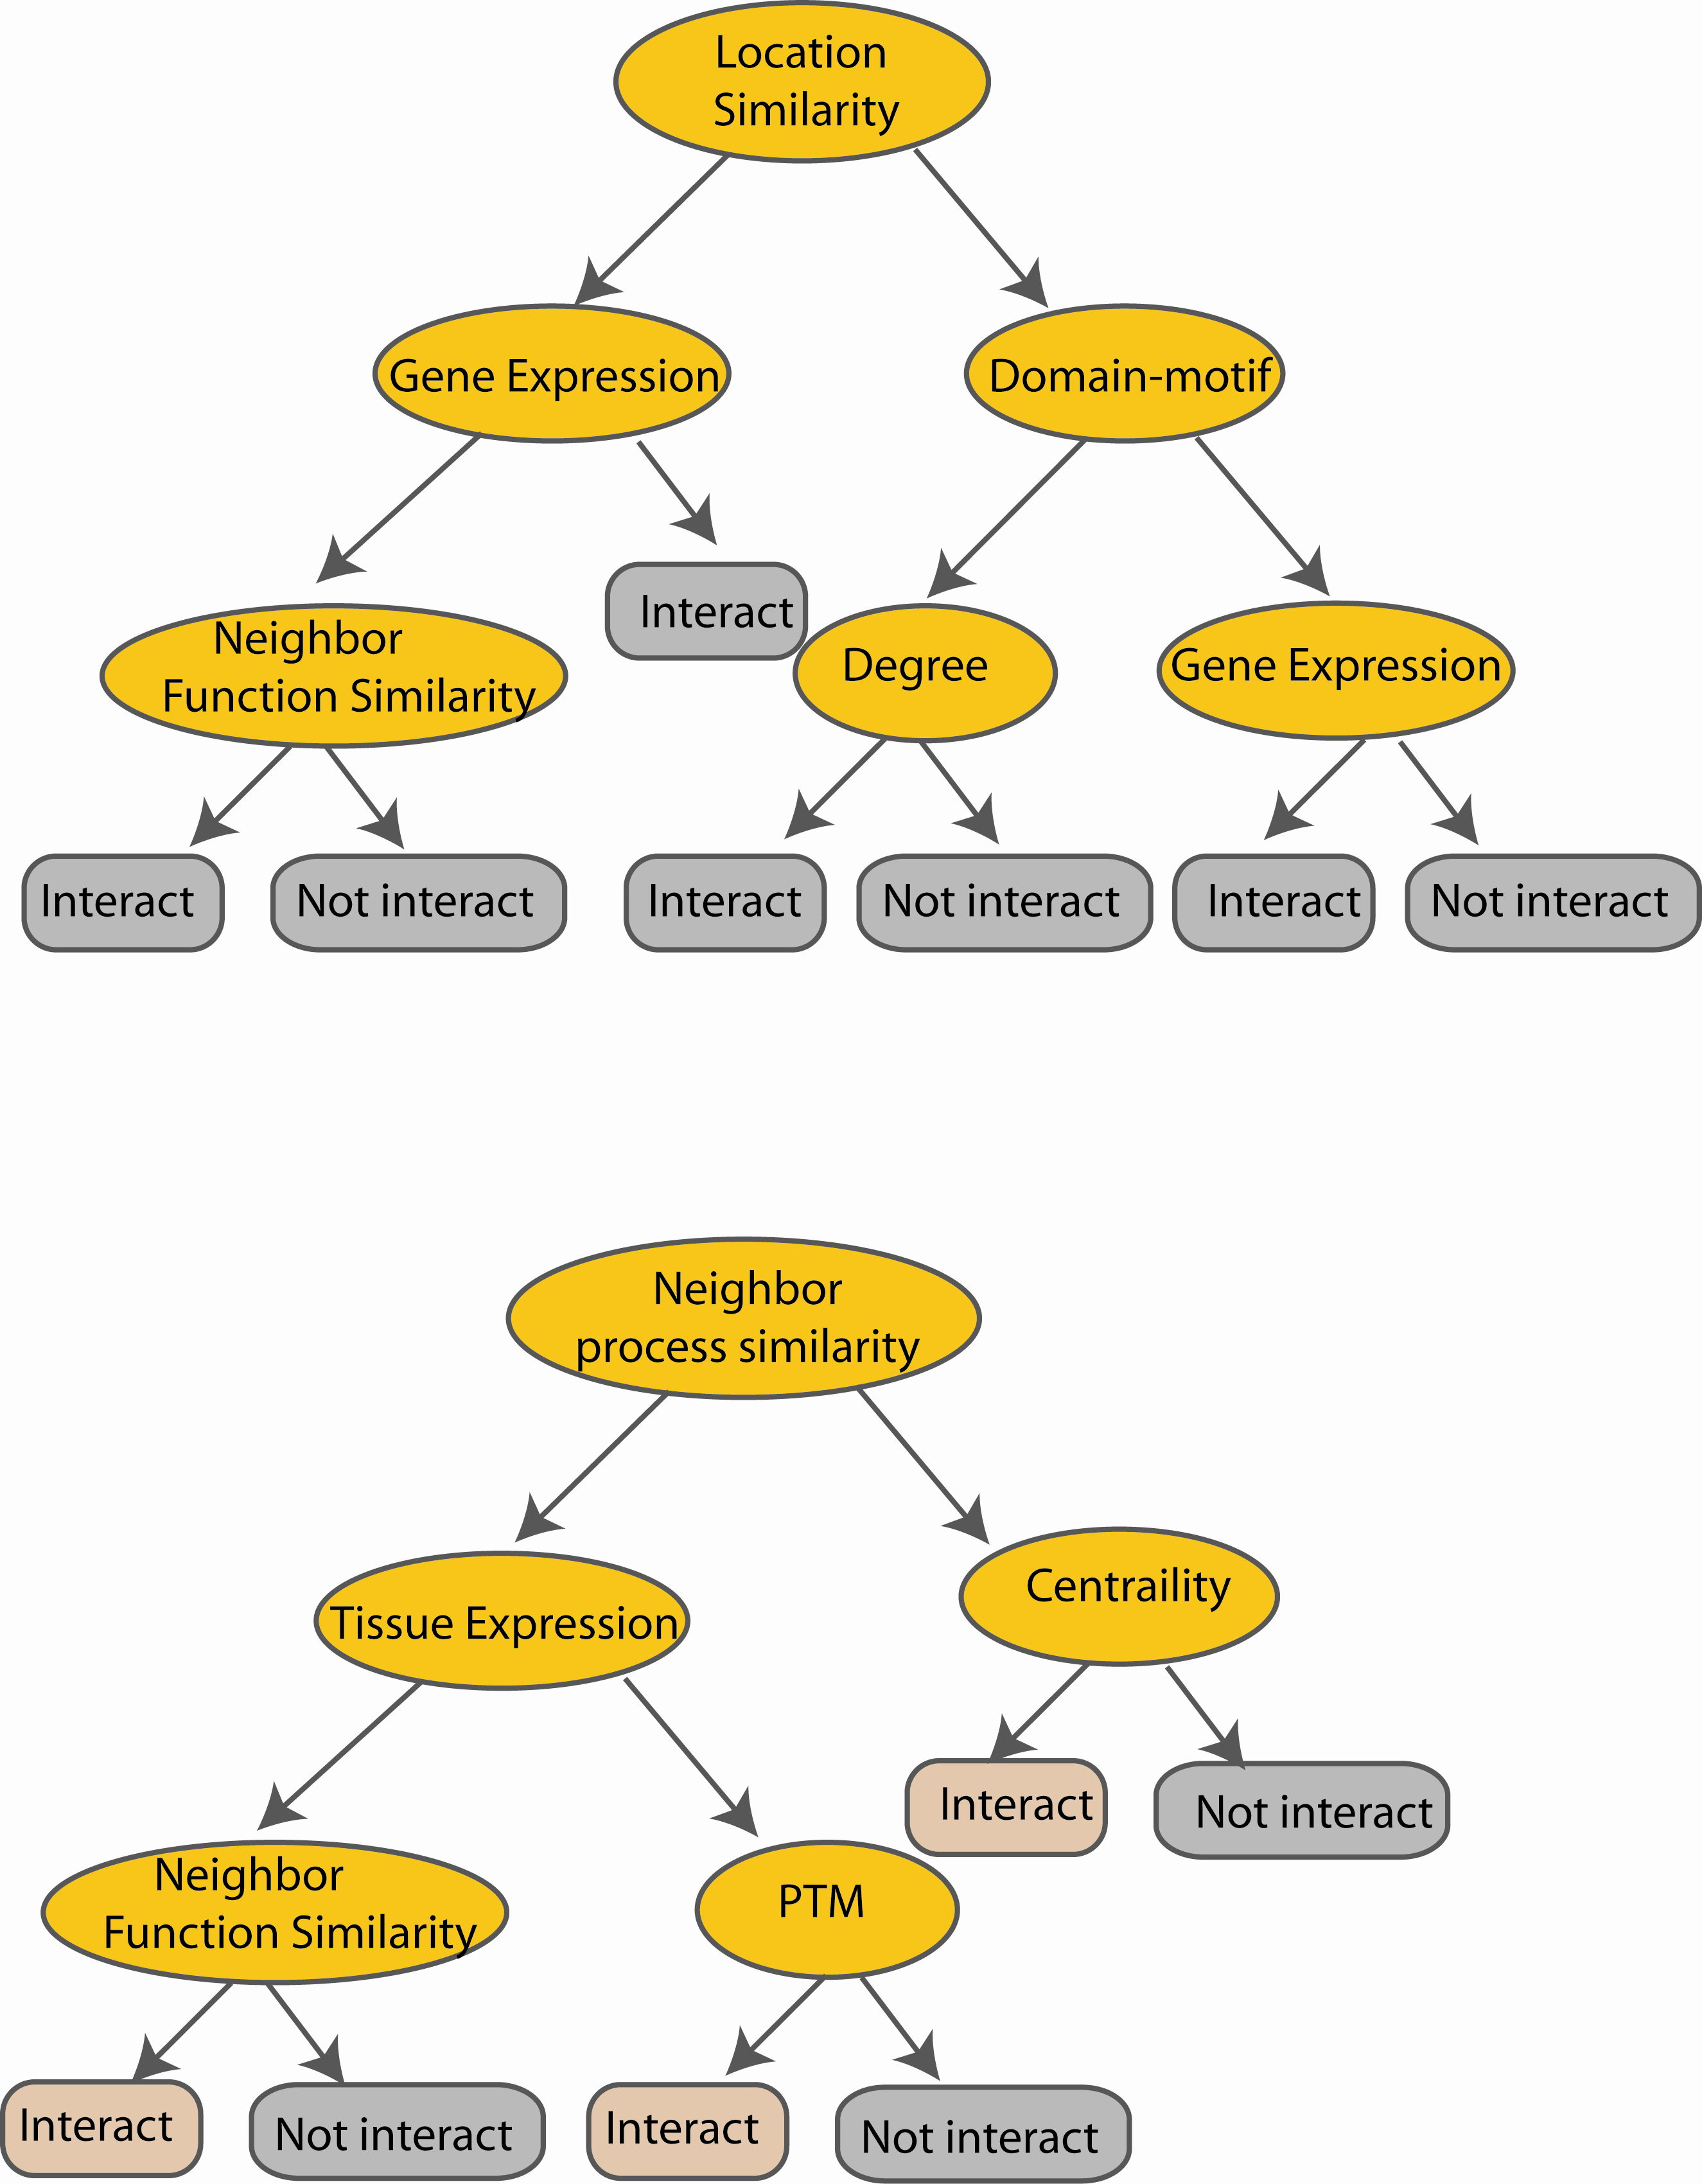 Location
Similarity
Gene Expression
Domain-motif
Interact
Neighbor
Function Similarity
Degree
Gene Expression
Interact
Not interact
Interact
Not interact
Interact
Not interact
Neighbor
process similarity
Tissue Expression
Centraility
Interact
Not interact
Neighbor
Function Similarity
PTM
Interact
Not interact
Interact
Not interact